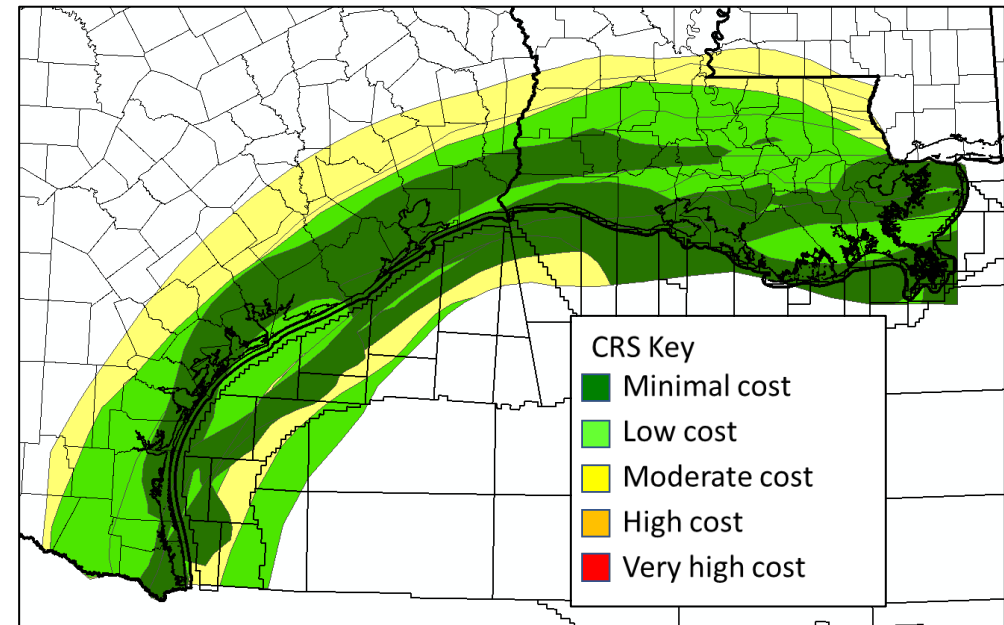 CRS Key
Minimal cost
Low cost
Moderate cost
High cost
Very high cost